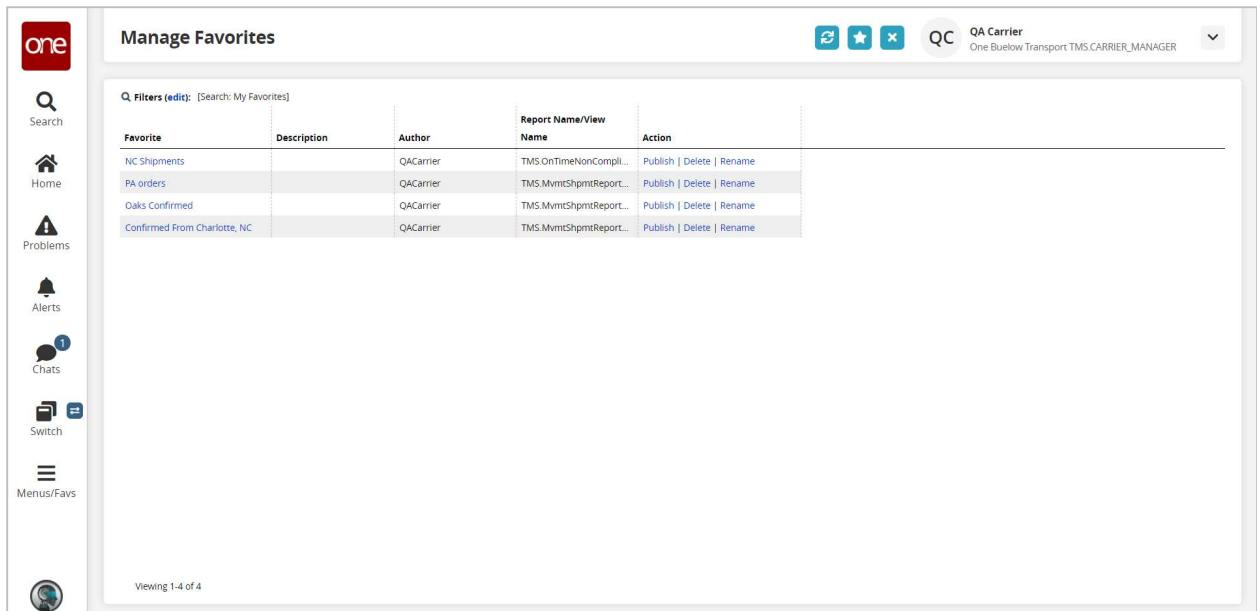 one
Manage Favorites
QC
QA Carrier
One Buelow Transport TMS.CARRIER_MANAGER
Search
Home
Problems
Alerts
1
Chats
Switch
Menus/Favs
Filters (edit): [Search: My Favorites]
Favorite Description Author Report Name/View Name Action
NC Shipments QACarrier TMS.OnTimeNonCompli... Publish | Delete | Rename
PA orders QACarrier TMS.MvmtShpmtReport... Publish | Delete | Rename
Oaks Confirmed QACarrier TMS.MvmtShpmtReport... Publish | Delete | Rename
Confirmed From Charlotte, NC QACarrier TMS.MvmtShpmtReport... Publish | Delete | Rename
Viewing 1-4 of 4